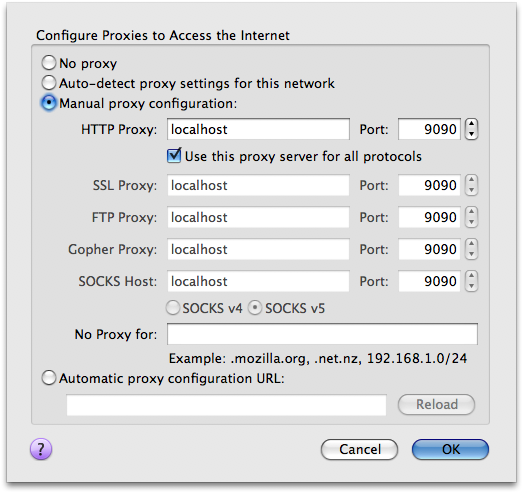 Configure Proxies to Access the Internet
No proxy
Auto-detect proxy settings for this network
Manual proxy configuration:
HTTP Proxy: localhost Port: 9090
Use this proxy server for all protocols
SSL Proxy: localhost Port: 9090
FTP Proxy: localhost Port: 9090
Gopher Proxy: localhost Port: 9090
SOCKS Host: localhost Port: 9090
SOCKS v4 SOCKS v5
No Proxy for:
Example: .mozilla.org, .net.nz, 192.168.1.0/24
Automatic proxy configuration URL:
Reload
? Cancel OK